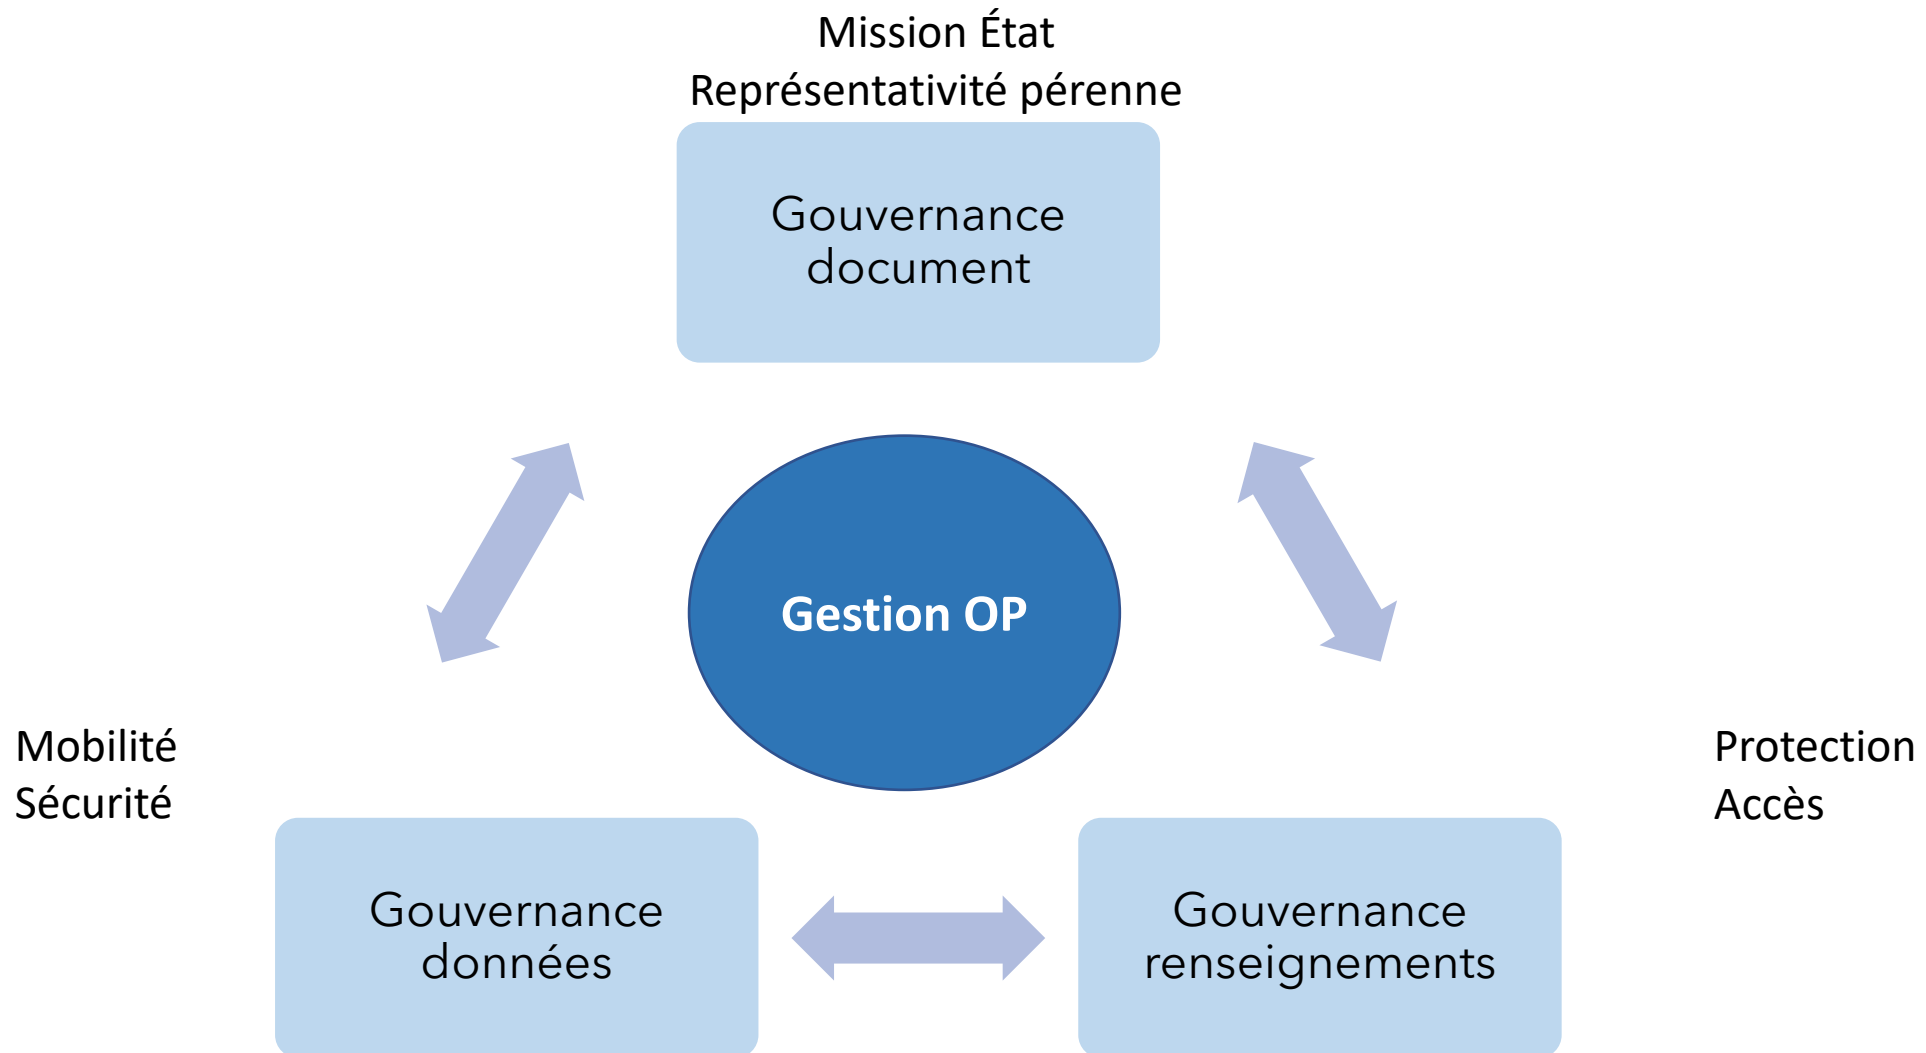 Mission État
Représentativité pérenne
Gouvernance
document
Gestion OP
Mobilité
Sécurité
Protection
Accès
Gouvernance
données
Gouvernance
renseignements